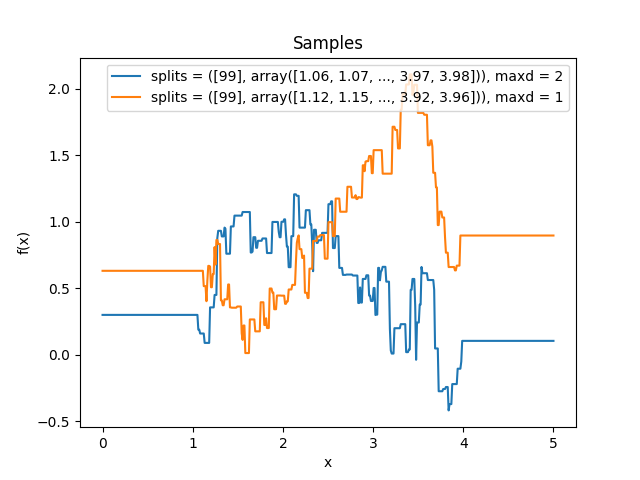 Samples
splits = ([99], array([1.06, 1.07, ..., 3.97, 3.98])), maxd = 2
splits = ([99], array([1.12, 1.15, ..., 3.92, 3.96])), maxd = 1
2.0
1.5
1.0
0.5
0.0
−0.5
f(x)
0 1 2 3 4 5
x